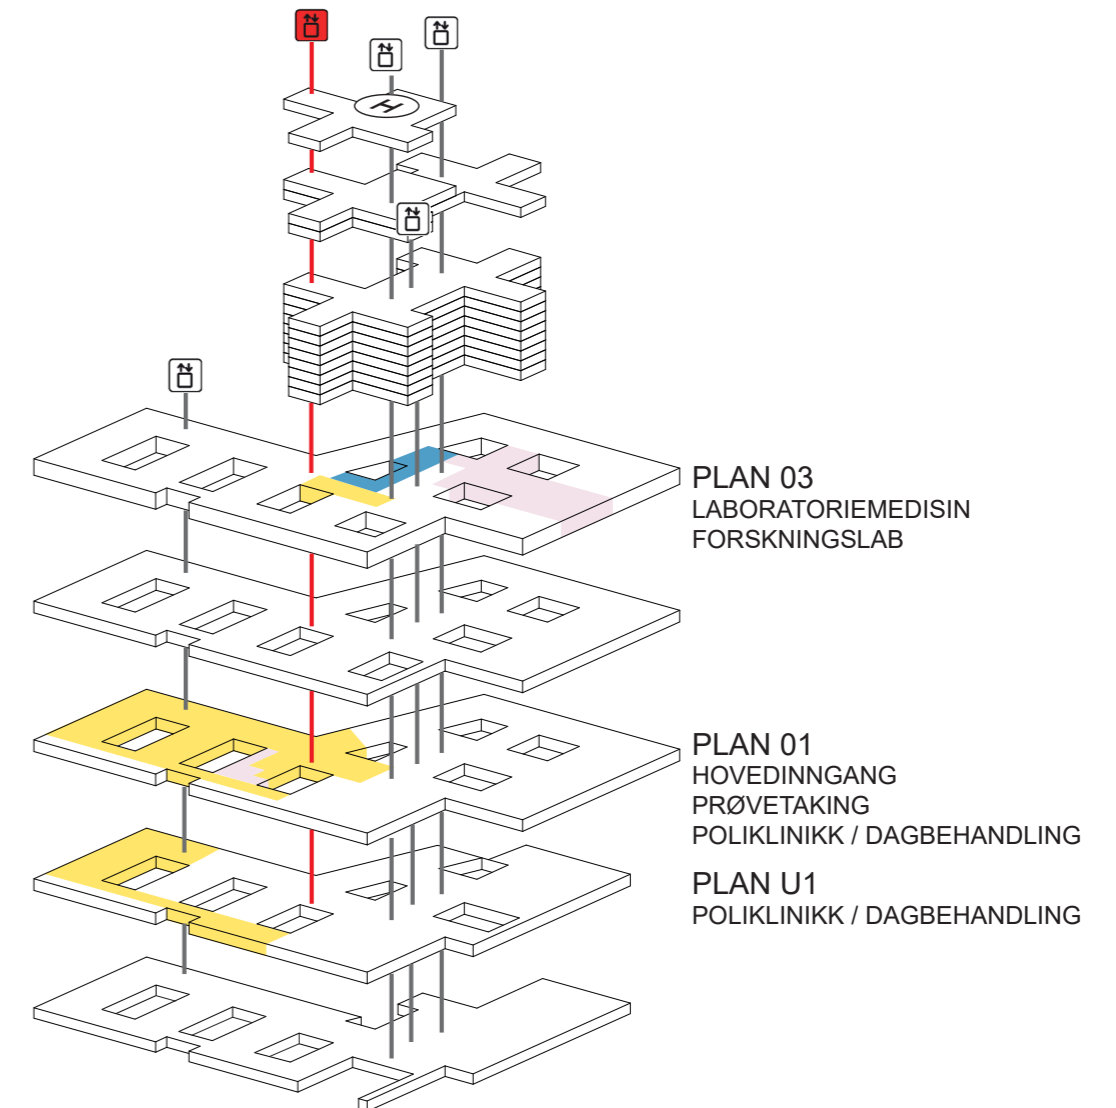 H
PLAN 03
LABORATORIEMEDISIN
FORSKNINGSLAB
PLAN 01
HOVEDINNGANG
PRØVETAKING
POLIKLINIKK / DAGBEHANDLING
PLAN U1
POLIKLINIKK / DAGBEHANDLING